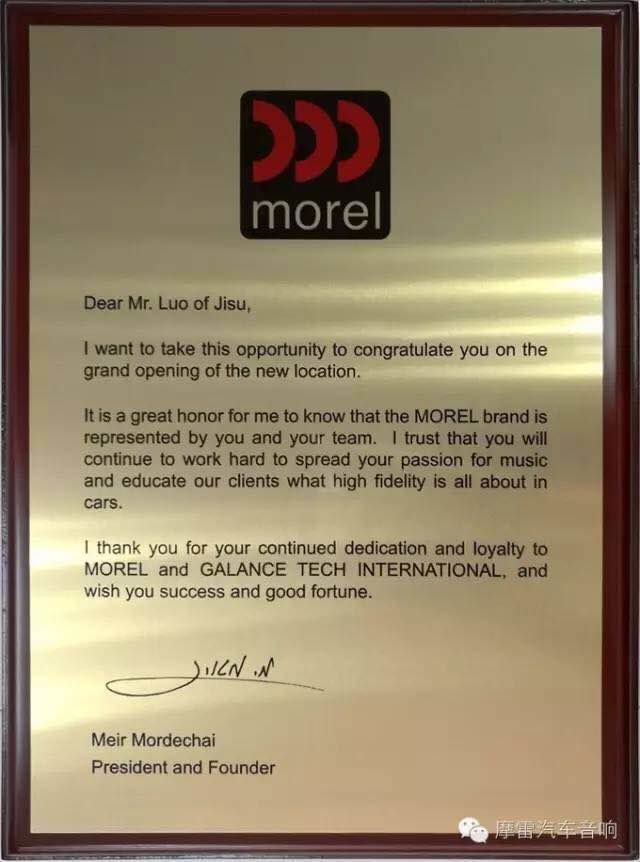 morel
Dear Mr. Luo of Jisu,
I want to take this opportunity to congratulate you on the
grand opening of the new location.
It is a great honor for me to know that the MOREL brand is
represented by you and your team. I trust that you will
continue to work hard to spread your passion for music
and educate our clients what high fidelity is all about in
cars.
I thank you for your continued dedication and loyalty to
MOREL and GALANCE TECH INTERNATIONAL, and
wish you success and good fortune.
Meir Mordechai
President and Founder
摩雷汽车音响